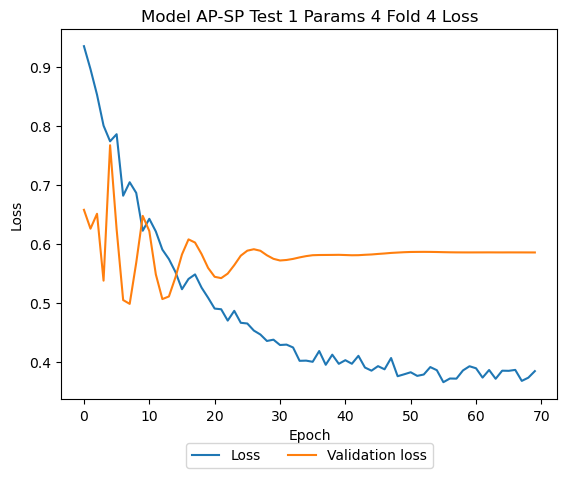 Model AP-SP Test 1 Params 4 Fold 4 Loss
0.9
0.8
0.7
0.6
0.5
0.4
Loss
0 10 20 30 40 50 60 70
Epoch
Loss Validation loss